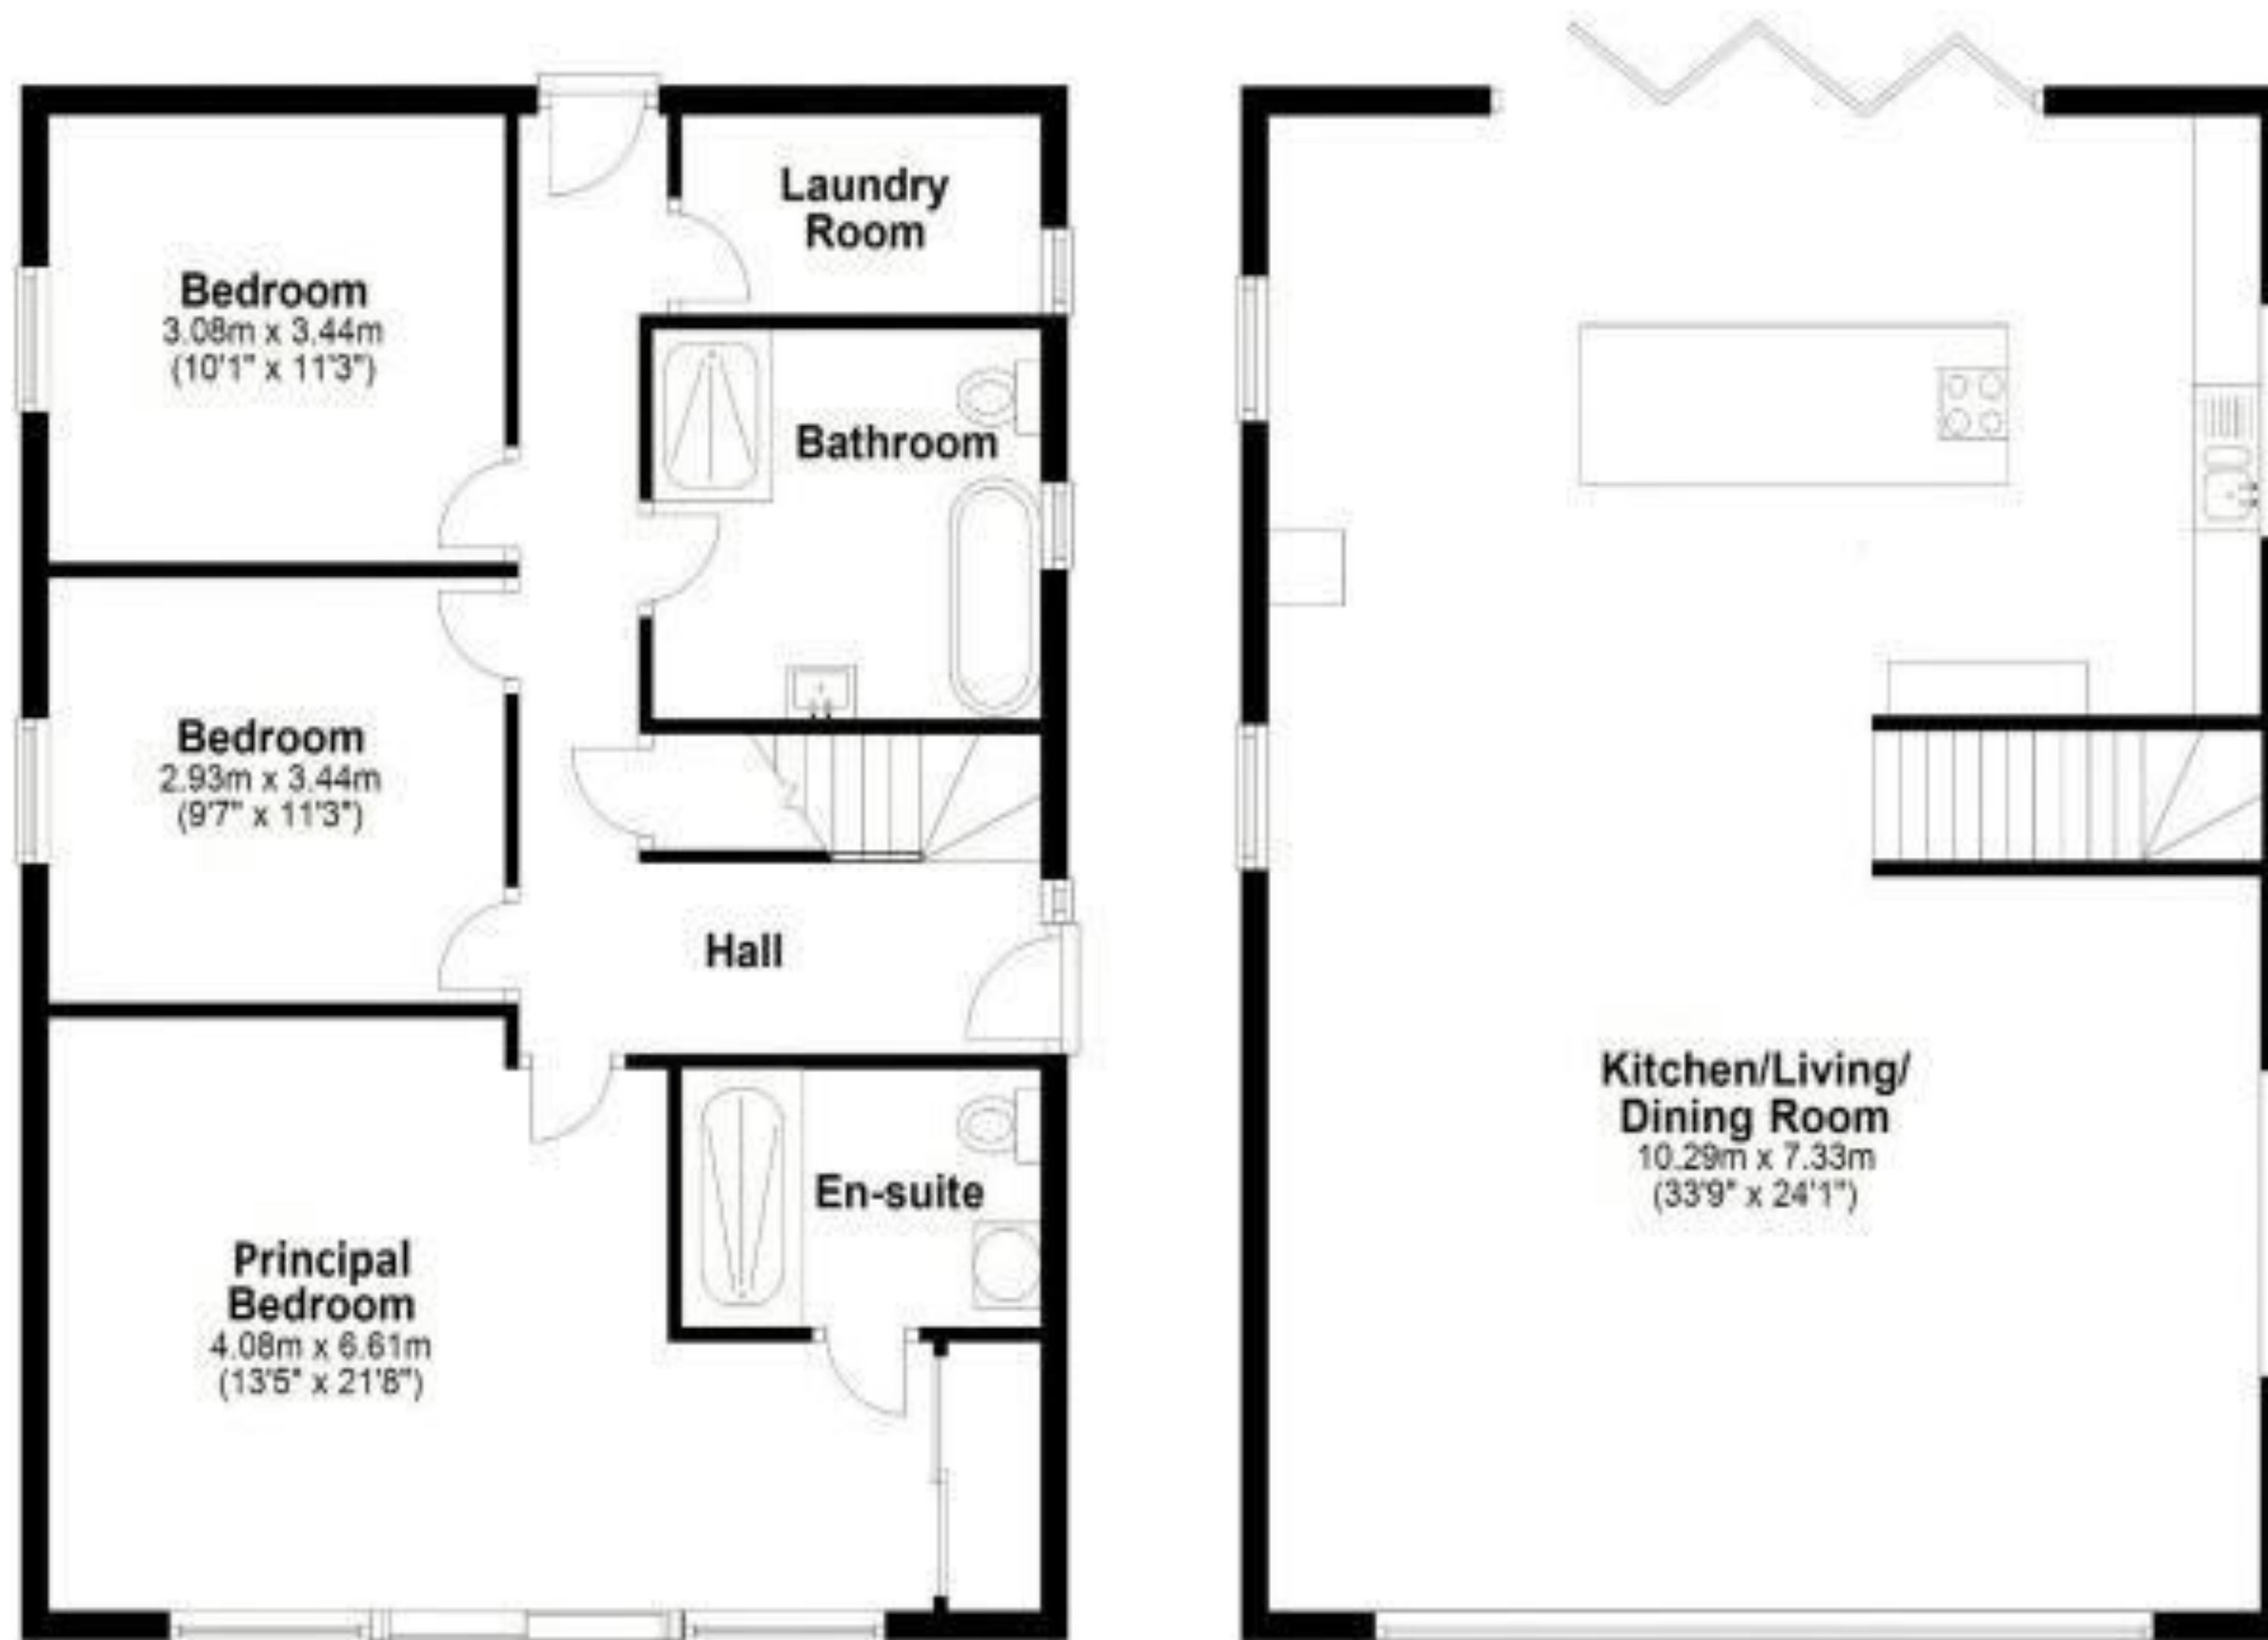 Laundry
Room
Bedroom
3.08m x 3.44m
(10'1" x 11'3")
Bathroom
Bedroom
2.93m x 3.44m
(9'7" x 11'3")
Hall
En-suite
Principal
Bedroom
4.08m x 6.61m
(13'5" x 21'8")
Kitchen/Living/
Dining Room
10.29m x 7.33m
(33'9" x 24'1")